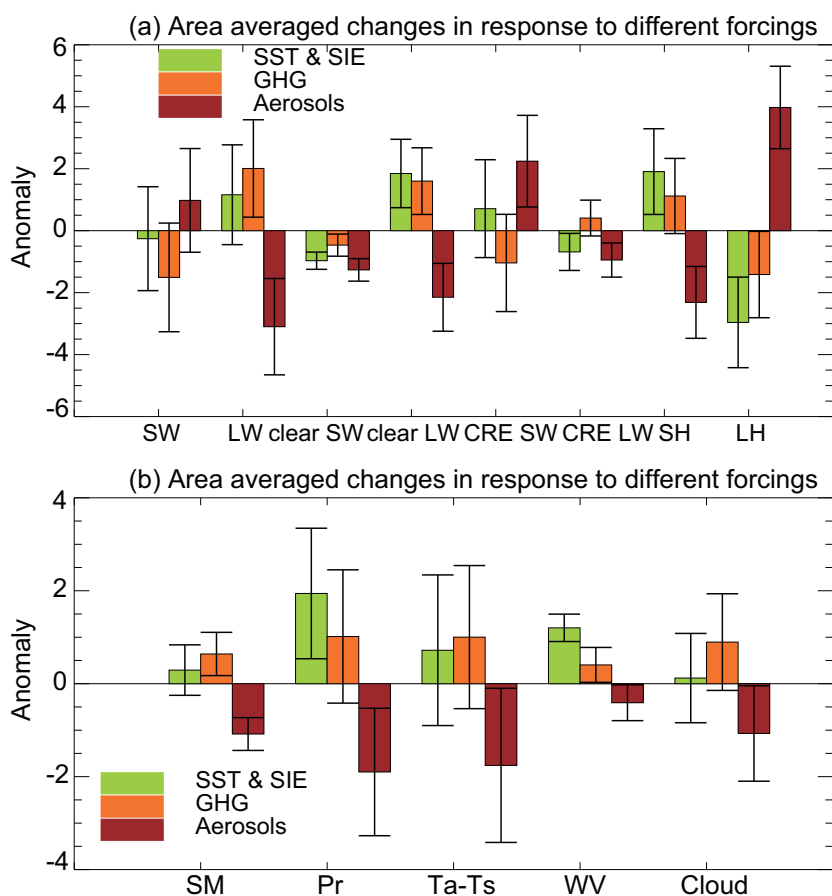 (a) Area averaged changes in response to different forcings
6
4
2
0
-2
-4
-6
Anomaly
SST & SIE
GHG
Aerosols
SW LW clear SW clear LW CRE SW CRE LW SH LH
(b) Area averaged changes in response to different forcings
4
2
0
-2
-4
Anomaly
SST & SIE
GHG
Aerosols
SM Pr Ta-Ts WV Cloud